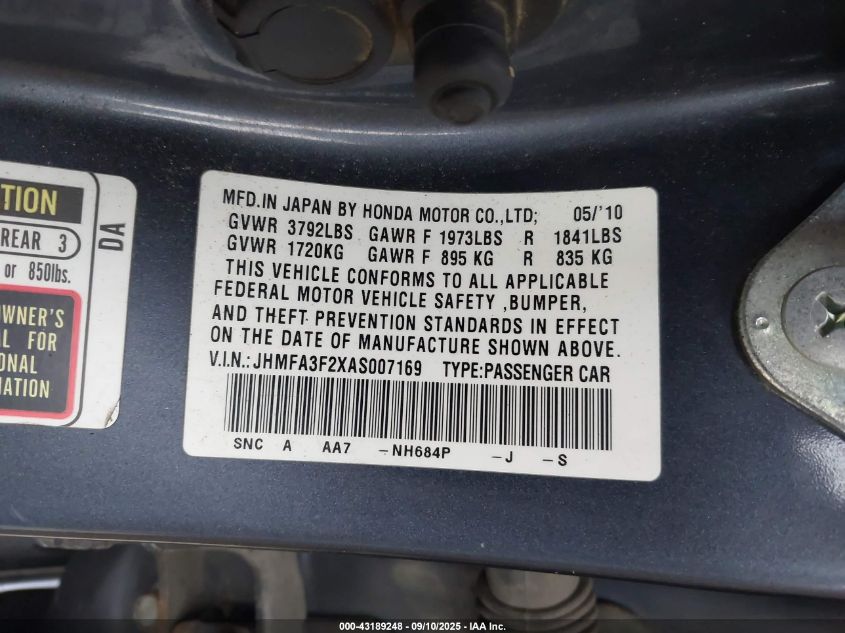 TION
REAR 3
or 850lbs.
OWNER'S
AL FOR
IONAL
MATION
DA
MFD.IN JAPAN BY HONDA MOTOR CO.,LTD; 05/'10
GVWR 3792LBS GAWR F 1973LBS R 1841LBS
GVWR 1720KG GAWR F 895 KG R 835 KG
THIS VEHICLE CONFORMS TO ALL APPLICABLE
FEDERAL MOTOR VEHICLE SAFETY ,BUMPER,
AND THEFT PREVENTION STANDARDS IN EFFECT
ON THE DATE OF MANUFACTURE SHOWN ABOVE.
V.I.N.: JHMFA3F2XAS007169 TYPE:PASSENGER CAR
SNC A AA7 -NH684P -J -S
000-43189248 - 09/10/2025 - IAA Inc.